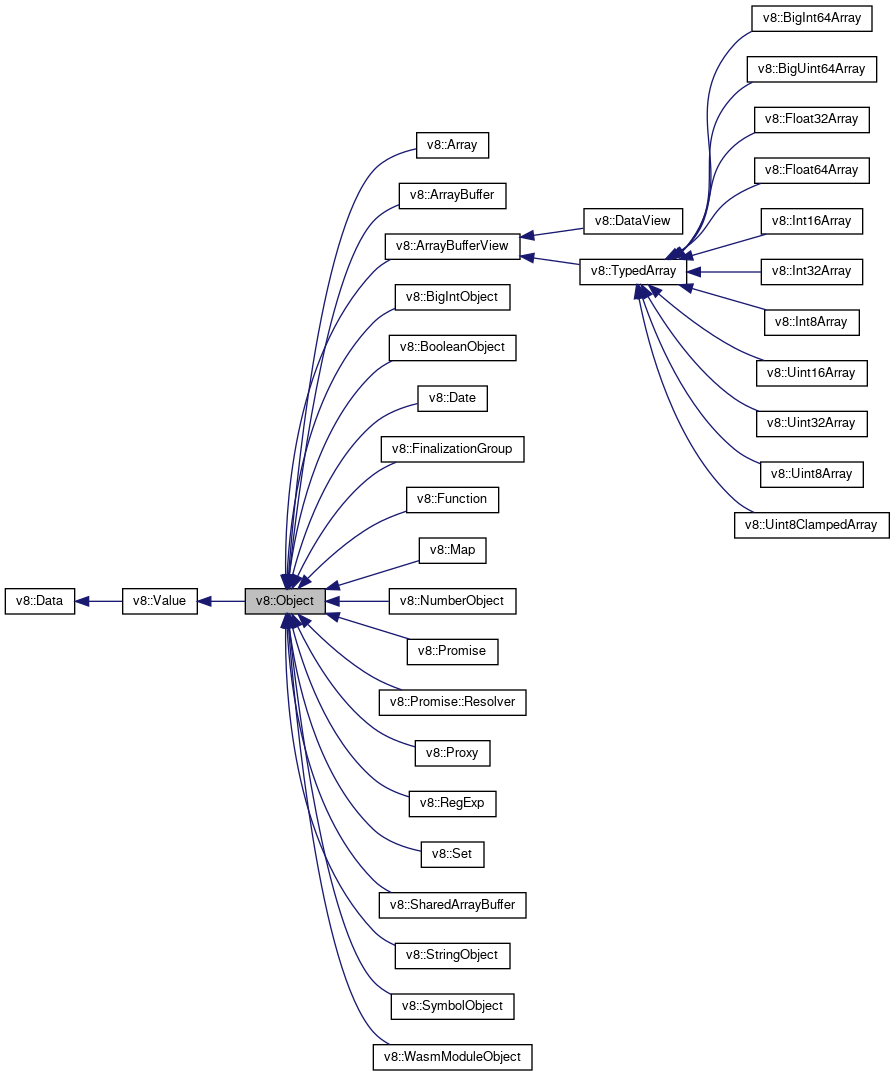 v8::BigInt64Array
v8::BigUint64Array
v8::Float32Array
v8::Array
v8::Float64Array
v8::ArrayBuffer
v8::DataView
v8::Int16Array
v8::ArrayBufferView
v8::TypedArray
v8::Int32Array
v8::BigIntObject
v8::Int8Array
v8::BooleanObject
v8::Uint16Array
v8::Date
v8::Uint32Array
v8::FinalizationGroup
v8::Uint8Array
v8::Function
v8::Uint8ClampedArray
v8::Map
v8::Data
v8::Value
v8::Object
v8::NumberObject
v8::Promise
v8::Promise::Resolver
v8::Proxy
v8::RegExp
v8::Set
v8::SharedArrayBuffer
v8::StringObject
v8::SymbolObject
v8::WasmModuleObject